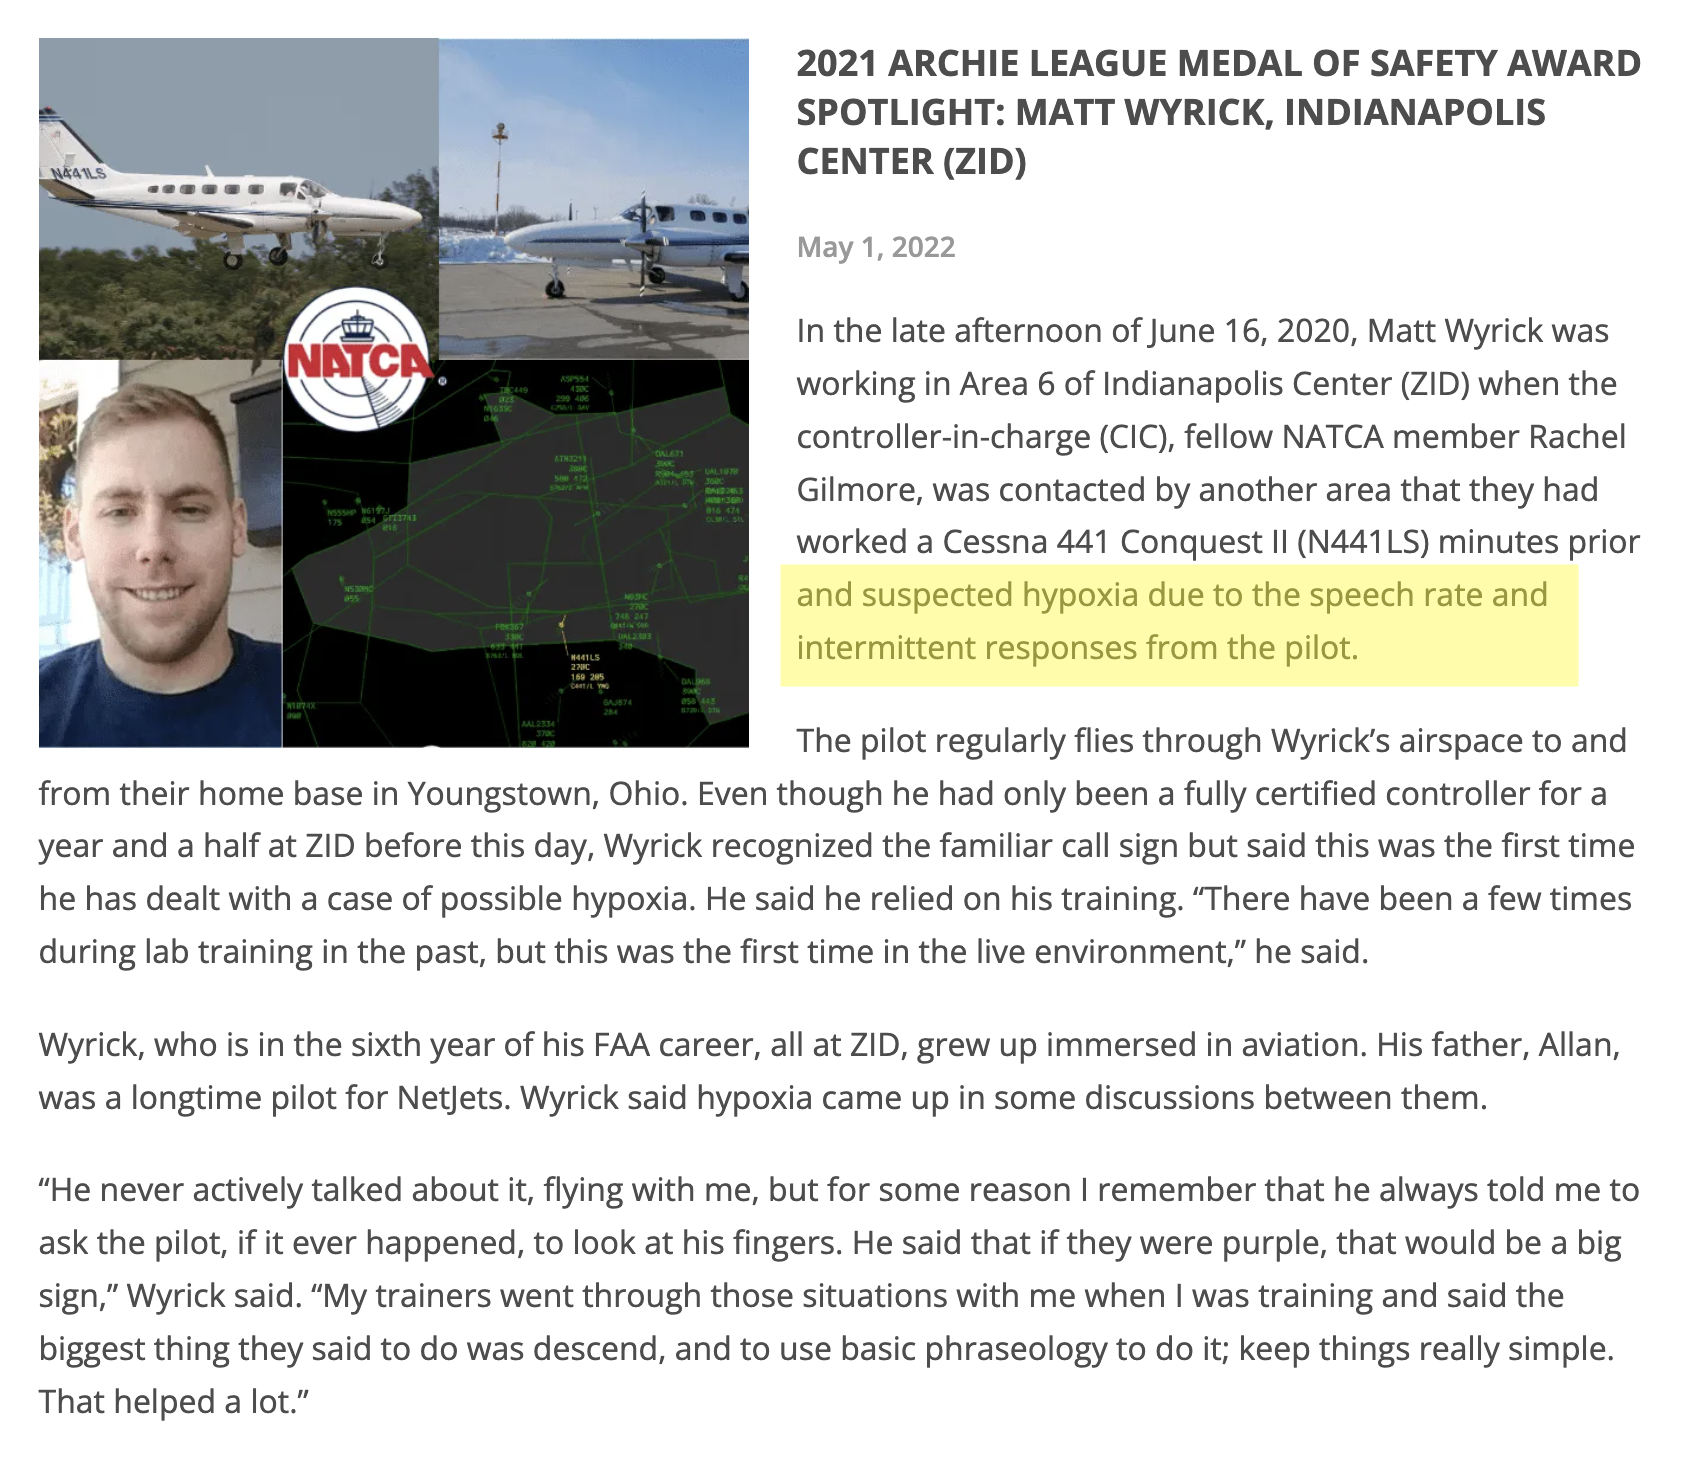 2021 ARCHIE LEAGUE MEDAL OF SAFETY AWARD
SPOTLIGHT: MATT WYRICK, INDIANAPOLIS
CENTER (ZID)
May 1, 2022
N441LS
NATCA
ASP554
DAL671
N441LS
270C
169 205
C441/L YNG
AAL2334
370C
In the late afternoon of June 16, 2020, Matt Wyrick was
working in Area 6 of Indianapolis Center (ZID) when the
controller-in-charge (CIC), fellow NATCA member Rachel
Gilmore, was contacted by another area that they had
worked a Cessna 441 Conquest II (N441LS) minutes prior
and suspected hypoxia due to the speech rate and
intermittent responses from the pilot.
The pilot regularly flies through Wyrick’s airspace to and
from their home base in Youngstown, Ohio. Even though he had only been a fully certified controller for a
year and a half at ZID before this day, Wyrick recognized the familiar call sign but said this was the first time
he has dealt with a case of possible hypoxia. He said he relied on his training. “There have been a few times
during lab training in the past, but this was the first time in the live environment,” he said.
Wyrick, who is in the sixth year of his FAA career, all at ZID, grew up immersed in aviation. His father, Allan,
was a longtime pilot for NetJets. Wyrick said hypoxia came up in some discussions between them.
“He never actively talked about it, flying with me, but for some reason I remember that he always told me to
ask the pilot, if it ever happened, to look at his fingers. He said that if they were purple, that would be a big
sign,” Wyrick said. “My trainers went through those situations with me when I was training and said the
biggest thing they said to do was descend, and to use basic phraseology to do it; keep things really simple.
That helped a lot.”